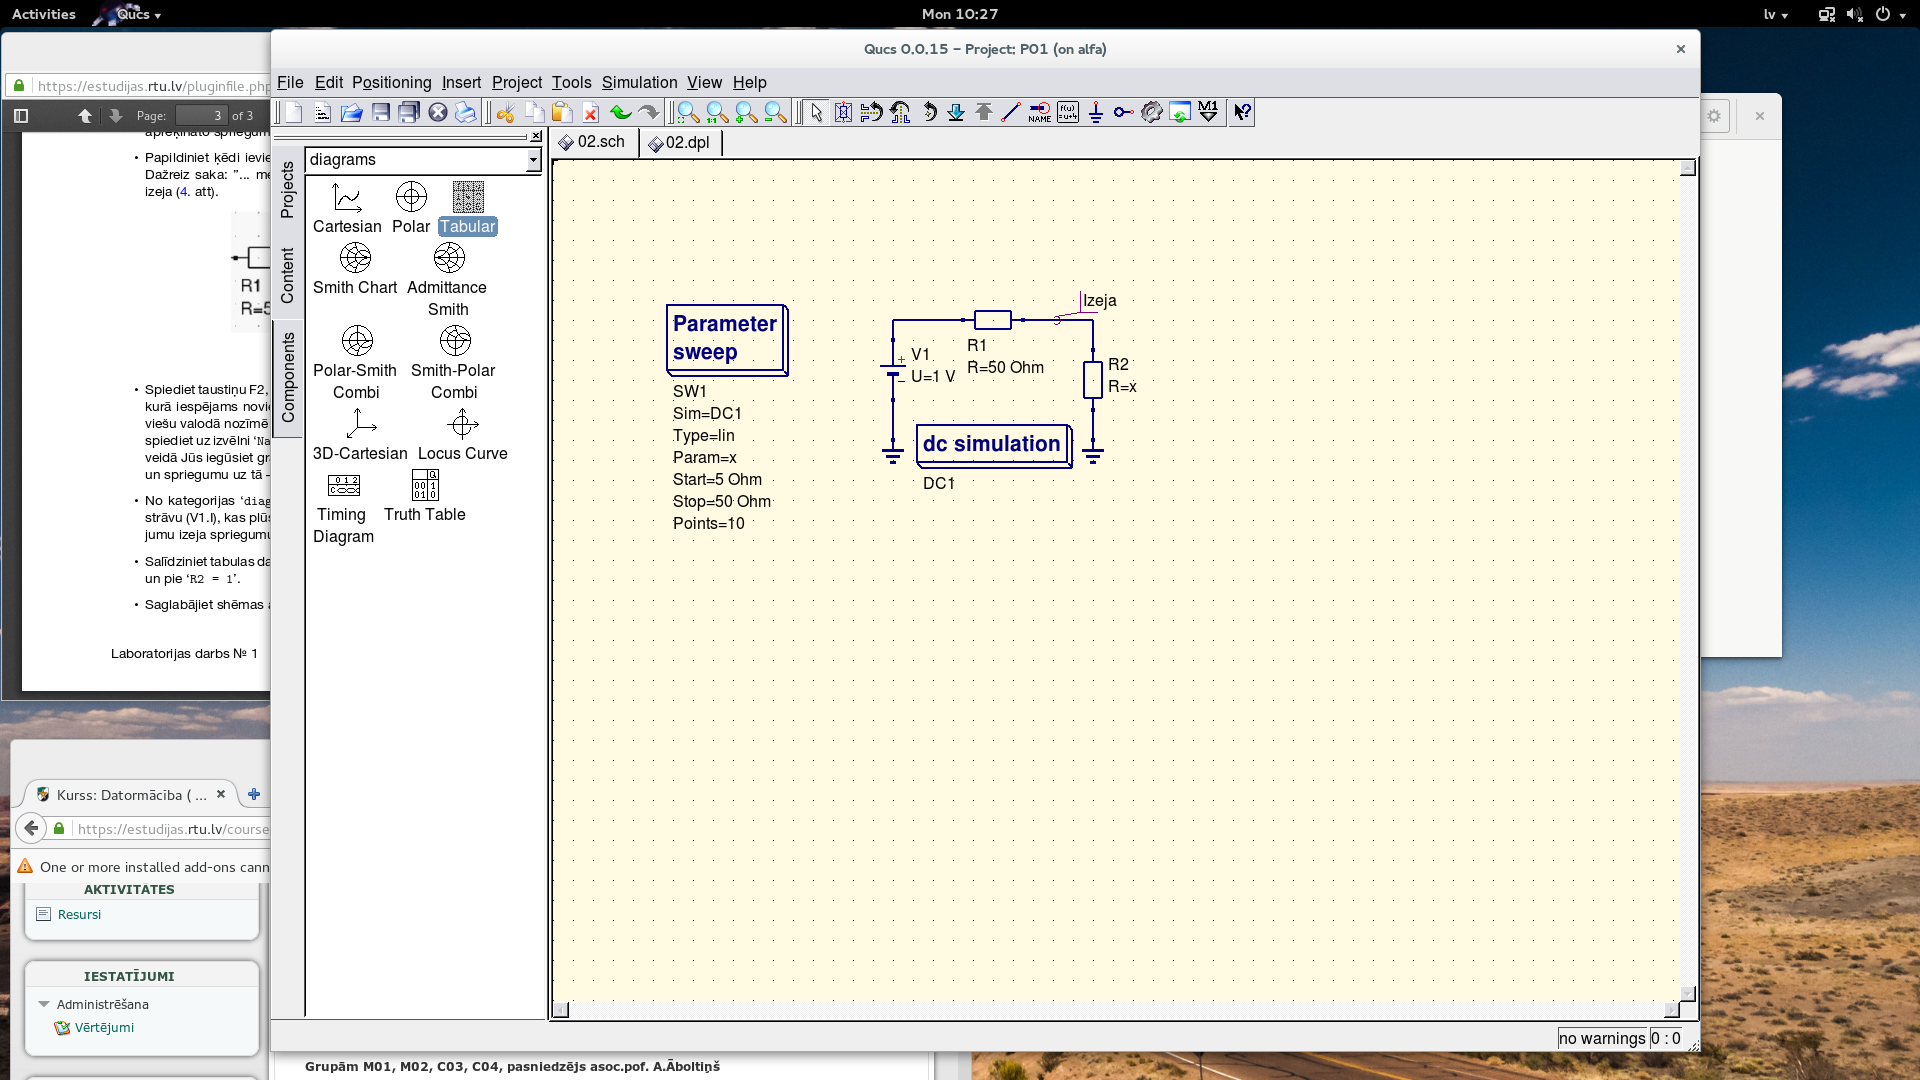 Activities
Qucs
Mon 10:27
lv
Qucs 0.0.15 - Project: P01 (on alfa)
File Edit Positioning Insert Project Tools Simulation View Help
NAME
M1
02.sch
02.dpl
Projects
Content
Components
diagrams
Cartesian Polar Tabular
Smith Chart Admittance
Smith
Polar-Smith Smith-Polar
Combi Combi
3D-Cartesian Locus Curve
Timing Truth Table
Diagram
Parameter
sweep
SW1
Sim=DC1
Type=lin
Param=x
Start=5 Ohm
Stop=50 Ohm
Points=10
V1
U=1 V
R1
R=50 Ohm
Izeja
R2
R=x
dc simulation
DC1
no warnings 0 : 0
https://estudijas.rtu.lv/pluginfile.php
Page: 3 of 3
• Papildiniet ķēdi ievie
Dažreiz saka: "... me
izeja (4. att).
R1
R=5
• Spiediet taustiņu F2,
kurā iespējams novie
viešu valodā nozīmē
spiediet uz izvēlni 'Na
veidā Jūs iegūsiet gr
un spriegumu uz tā -
• No kategorijas 'diag
strāvu (V1.I), kas plūs
jumu izeja spriegumu
• Salīdziniet tabulas da
un pie 'R2 = 1'.
• Saglabājiet shēmas a
Laboratorijas darbs № 1
Kurss: Datormācība ( ...
https://estudijas.rtu.lv/course
One or more installed add-ons cann
AKTIVITĀTES
Resursi
IESTATĪJUMI
Administrēšana
Vērtējumi
Grupām M01, M02, C03, C04, pasniedzējs asoc.pof. A.Āboltiņš